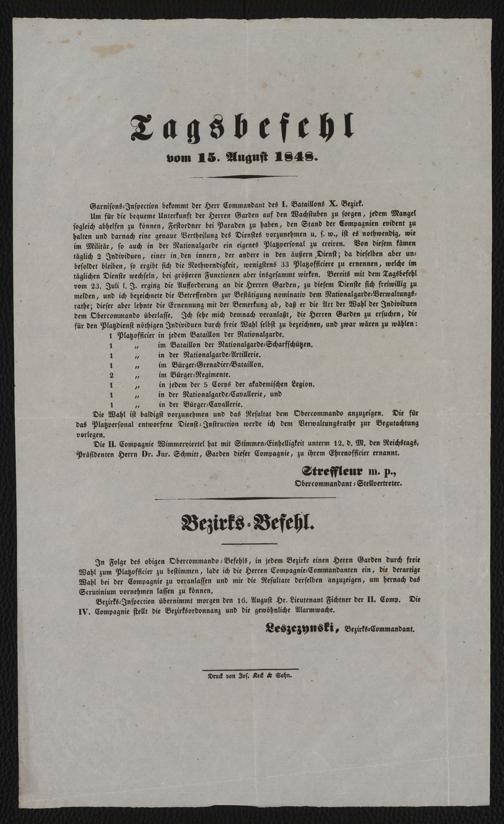 Tagsbefehl
vom 15. August 1848.
Garnisons-Inspection bekommt der Herr Commandant des I. Bataillons X. Bezirk.
Um für die bequeme Unterkunft der Herren Garden auf den Wachstuben zu sorgen, jedem Mangel
sogleich abhelfen zu können, Festordner bei Paraden zu haben, den Stand der Compagnien evident zu
halten und darnach eine genaue Vertheilung des Dienstes vorzunehmen u. s. w., ist es nothwendig, wie
im Militär, so auch in der Nationalgarde ein eigenes Platzpersonal zu creiren. Von diesem kämen
täglich 2 Individuen, einer in den innern, der andere in den äußern Dienst; da dieselben aber un-
besoldet bleiben, so ergibt sich die Nothwendigkeit, wenigstens 33 Platzofficiere zu ernennen, welche im
täglichen Dienste wechseln, bei größeren Functionen aber insgesammt wirken. Bereits mit dem Tagsbefehl
vom 23. Juli l. J. erging die Aufforderung an die Herren Garden, zu diesem Dienste sich freiwillig zu
melden, und ich bezeichnete die Betreffenden zur Bestätigung nominativ dem Nationalgarde-Verwaltungs-
rathe; dieser aber lehnte die Ernennung mit der Bemerkung ab, daß er die Art der Wahl der Individuen
dem Obercommando überlasse. Ich sehe mich demnach veranlaßt, die Herren Garden zu ersuchen, die
für den Platzdienst nöthigen Individuen durch freie Wahl selbst zu bezeichnen, und zwar wären zu wählen:
1 Platzofficier in jedem Bataillon der Nationalgarde,
1 „ im Bataillon der Nationalgarde-Scharfschützen,
1 „ in der Nationalgarde-Artillerie,
1 „ im Bürger-Grenadier-Bataillon,
2 „ im Bürger-Regimente,
1 „ in jedem der 5 Corps der akademischen Legion,
1 „ in der Nationalgarde-Cavallerie, und
1 „ in der Bürger-Cavallerie.
Die Wahl ist baldigst vorzunehmen und das Resultat dem Obercommando anzuzeigen. Die für
das Platzpersonal entworfene Dienst-Instruction werde ich dem Verwaltungsrathe zur Begutachtung
vorlegen.
Die II. Compagnie Wimmerviertel hat mit Stimmen-Einhelligkeit unterm 12. d. M. den Reichstags-
Präsidenten Herrn Dr. Jur. Schmitt, Garden dieser Compagnie, zu ihrem Ehrenofficier ernannt.
Streffleur m. p.,
Obercommandant-Stellvertreter.
Bezirks-Befehl.
In Folge des obigen Obercommando-Befehls, in jedem Bezirke einen Herrn Garden durch freie
Wahl zum Platzofficier zu bestimmen, lade ich die Herren Compagnie-Commandanten ein, die derartige
Wahl bei der Compagnie zu veranlassen und mir die Resultate derselben anzuzeigen, um hernach das
Scrutinium vornehmen lassen zu können.
Bezirks-Inspection übernimmt morgen den 16. August Hr. Lieutenant Fichtner der II. Comp. Die
IV. Compagnie stellt die Bezirksordonnanz und die gewöhnliche Alarmwache.
Leszczynski, Bezirks-Commandant.
Druck von Jos. Keck & Sohn.